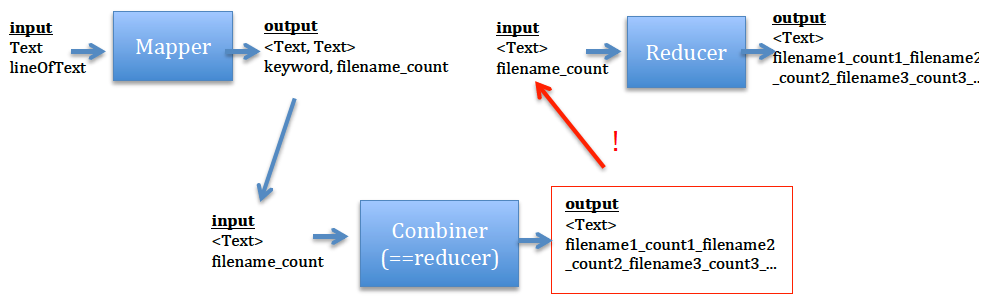 input
Text
lineOfText
Mapper
output
<Text, Text>
keyword, filename_count
input
<Text>
filename_count
Reducer
output
<Text>
filename1_count1_filename2
_count2_filename3_count3_...
!
input
<Text>
filename_count
Combiner
(==reducer)
output
<Text>
filename1_count1_filename2
_count2_filename3_count3_...